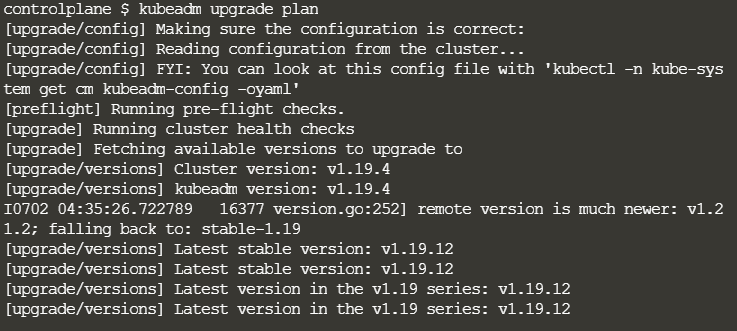 controlplane $ kubeadm upgrade plan
[upgrade/config] Making sure the configuration is correct:
[upgrade/config] Reading configuration from the cluster...
[upgrade/config] FYI: You can look at this config file with 'kubectl -n kube-sys
tem get cm kubeadm-config -oyaml'
[preflight] Running pre-flight checks.
[upgrade] Running cluster health checks
[upgrade] Fetching available versions to upgrade to
[upgrade/versions] Cluster version: v1.19.4
[upgrade/versions] kubeadm version: v1.19.4
I0702 04:35:26.722789   16377 version.go:252] remote version is much newer: v1.2
1.2; falling back to: stable-1.19
[upgrade/versions] Latest stable version: v1.19.12
[upgrade/versions] Latest stable version: v1.19.12
[upgrade/versions] Latest version in the v1.19 series: v1.19.12
[upgrade/versions] Latest version in the v1.19 series: v1.19.12